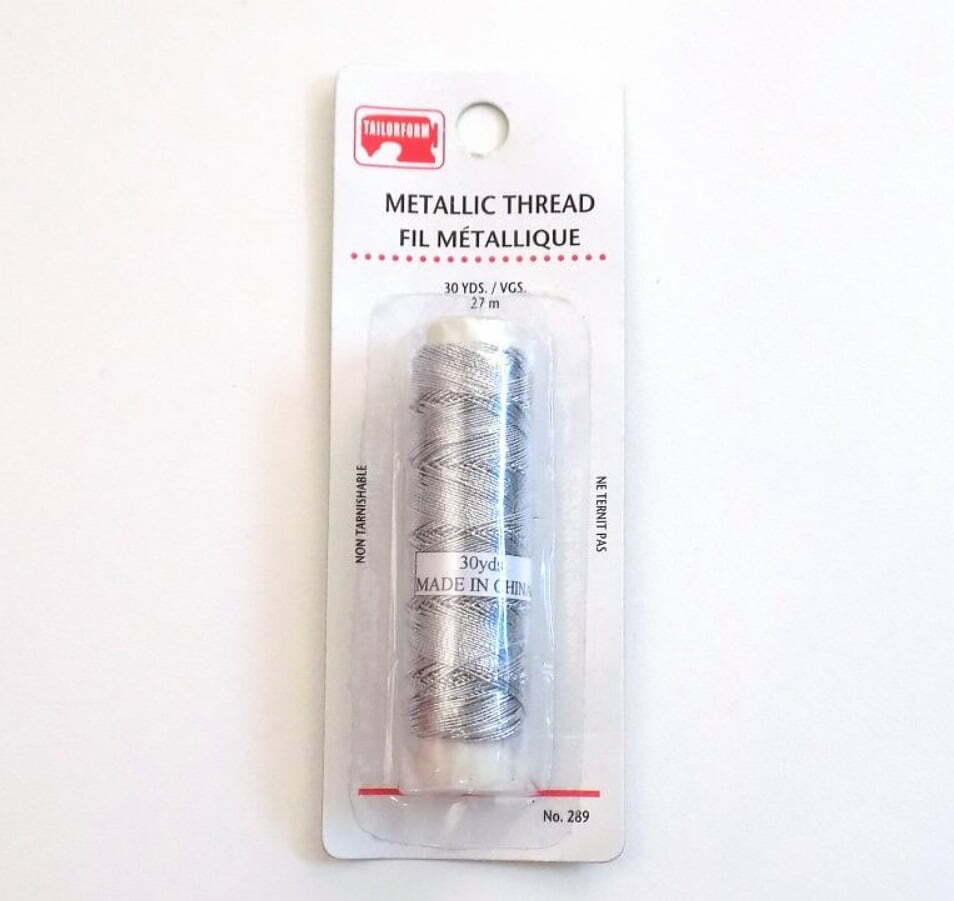 TAILORFORM
METALLIC THREAD
FIL MÉTALLIQUE
30 YDS. / VGS.
27 m
NON TARNISHABLE
NE TERNIT PAS
30yds
MADE IN CHINA
No. 289